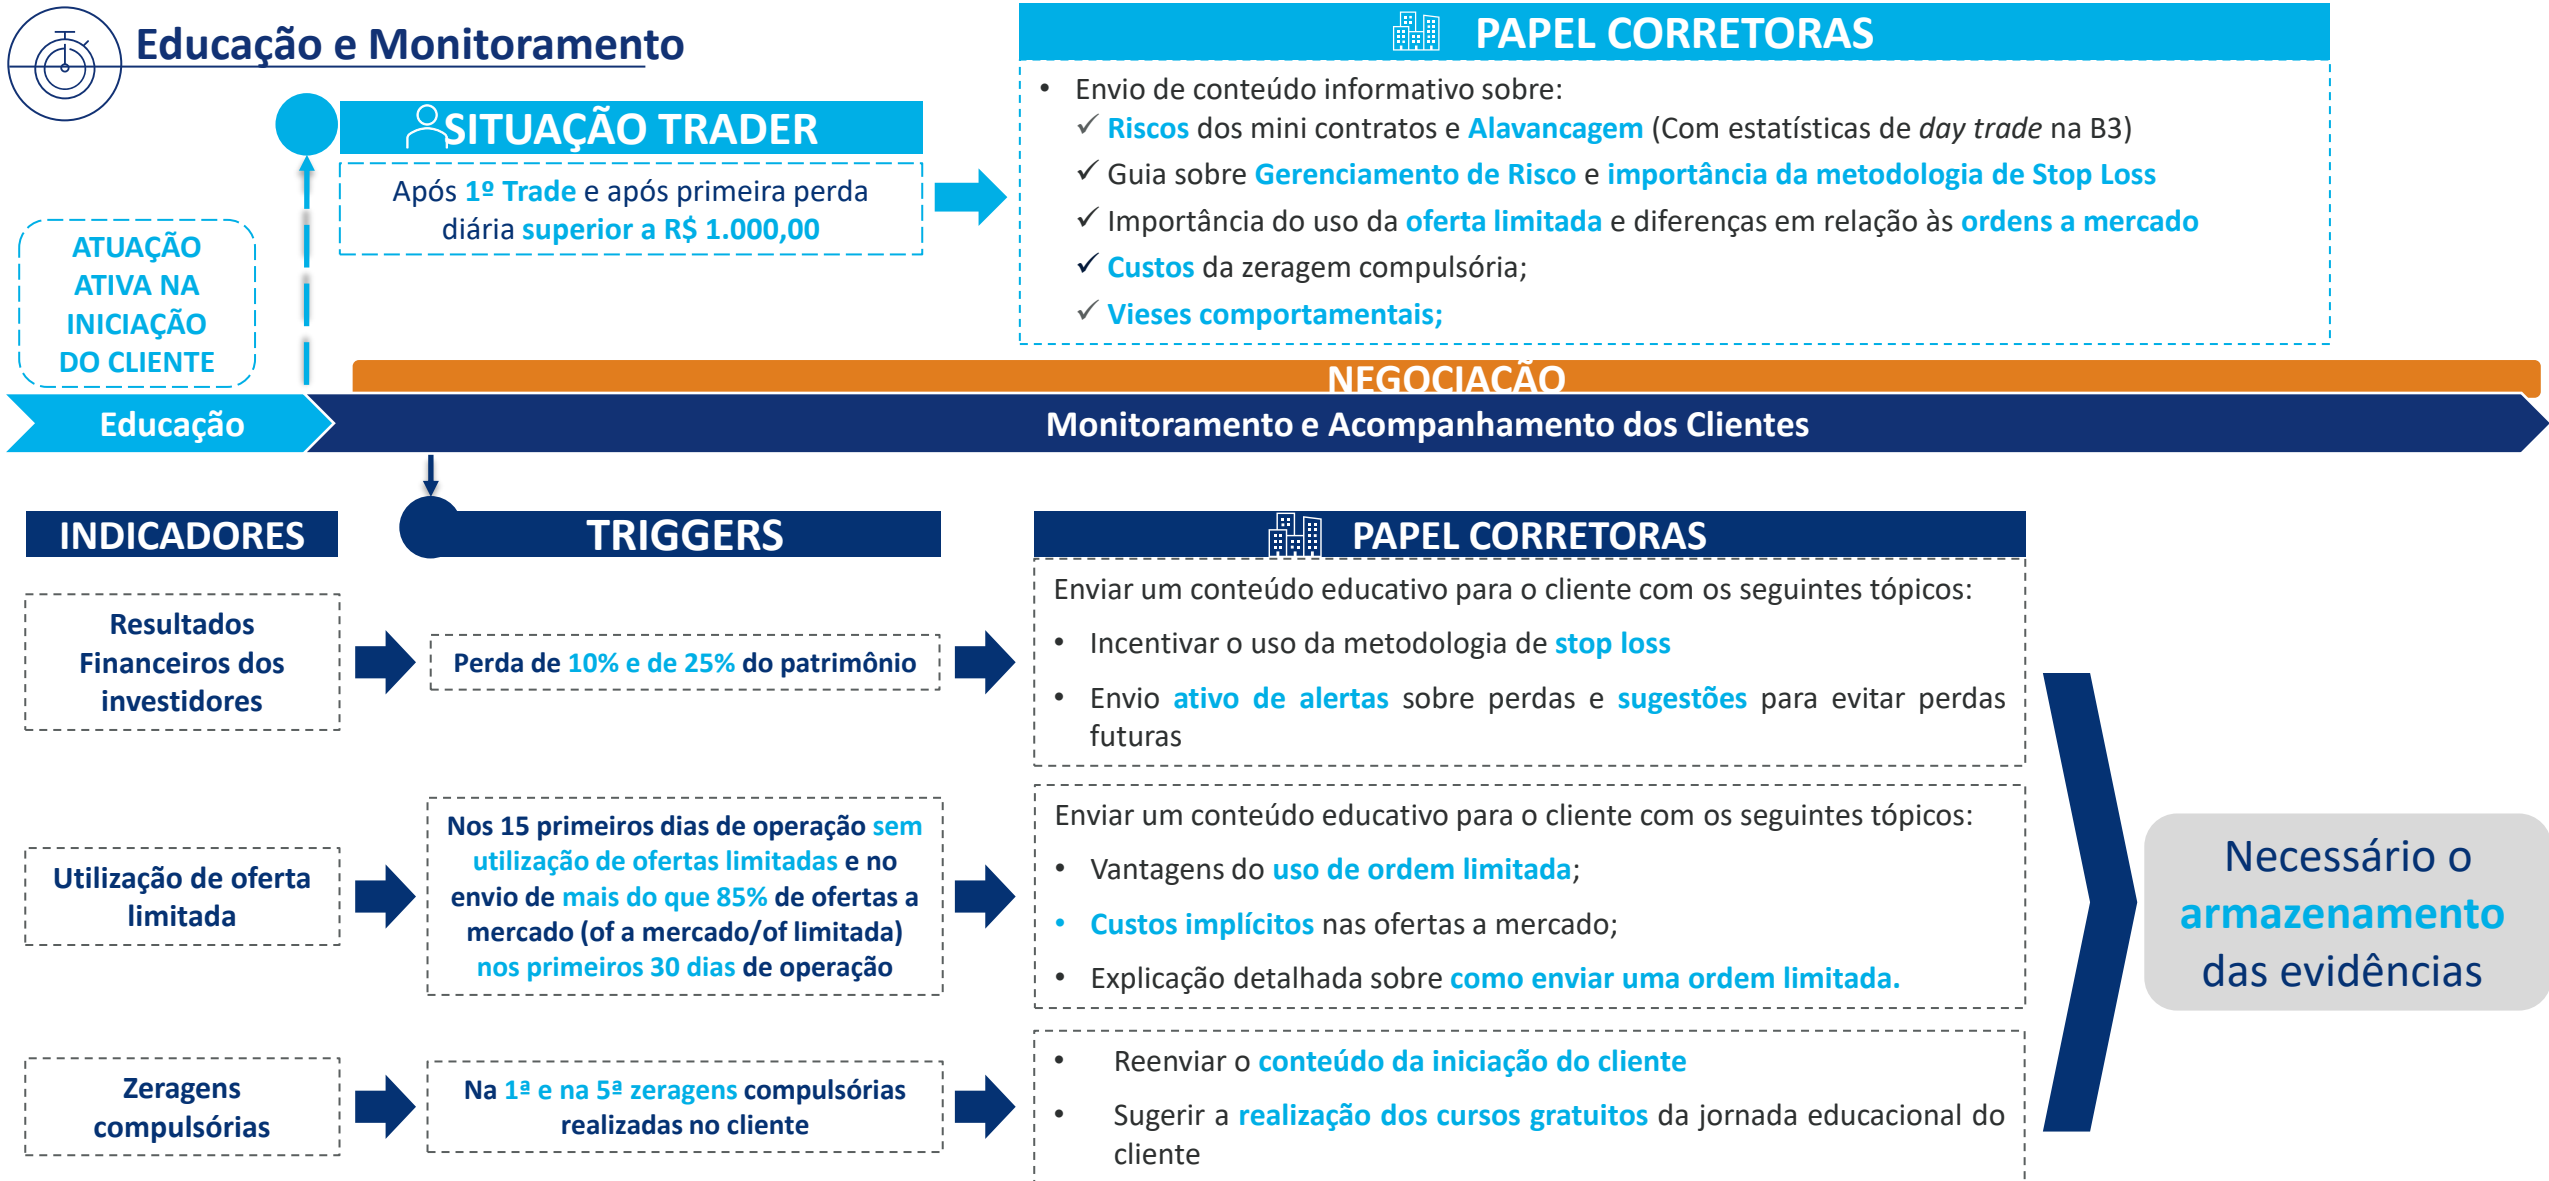 Educação e Monitoramento
PAPEL CORRETORAS
• Envio de conteúdo informativo sobre:
✓ Riscos dos mini contratos e Alavancagem (Com estatísticas de day trade na B3)
✓ Guia sobre Gerenciamento de Risco e importância da metodologia de Stop Loss
✓ Importância do uso da oferta limitada e diferenças em relação às ordens a mercado
✓ Custos da zeragem compulsória;
✓ Vieses comportamentais;
SITUAÇÃO TRADER
Após 1º Trade e após primeira perda
diária superior a R$ 1.000,00
ATUAÇÃO
ATIVA NA
INICIAÇÃO
DO CLIENTE
NEGOCIAÇÃO
Educação
Monitoramento e Acompanhamento dos Clientes
INDICADORES
TRIGGERS
PAPEL CORRETORAS
Resultados
Financeiros dos
investidores
Perda de 10% e de 25% do patrimônio
Enviar um conteúdo educativo para o cliente com os seguintes tópicos:
• Incentivar o uso da metodologia de stop loss
• Envio ativo de alertas sobre perdas e sugestões para evitar perdas
futuras
Utilização de oferta
limitada
Nos 15 primeiros dias de operação sem
utilização de ofertas limitadas e no
envio de mais do que 85% de ofertas a
mercado (of a mercado/of limitada)
nos primeiros 30 dias de operação
Enviar um conteúdo educativo para o cliente com os seguintes tópicos:
• Vantagens do uso de ordem limitada;
• Custos implícitos nas ofertas a mercado;
• Explicação detalhada sobre como enviar uma ordem limitada.
Zeragens
compulsórias
Na 1ª e na 5ª zeragens compulsórias
realizadas no cliente
• Reenviar o conteúdo da iniciação do cliente
• Sugerir a realização dos cursos gratuitos da jornada educacional do
cliente
Necessário o
armazenamento
das evidências